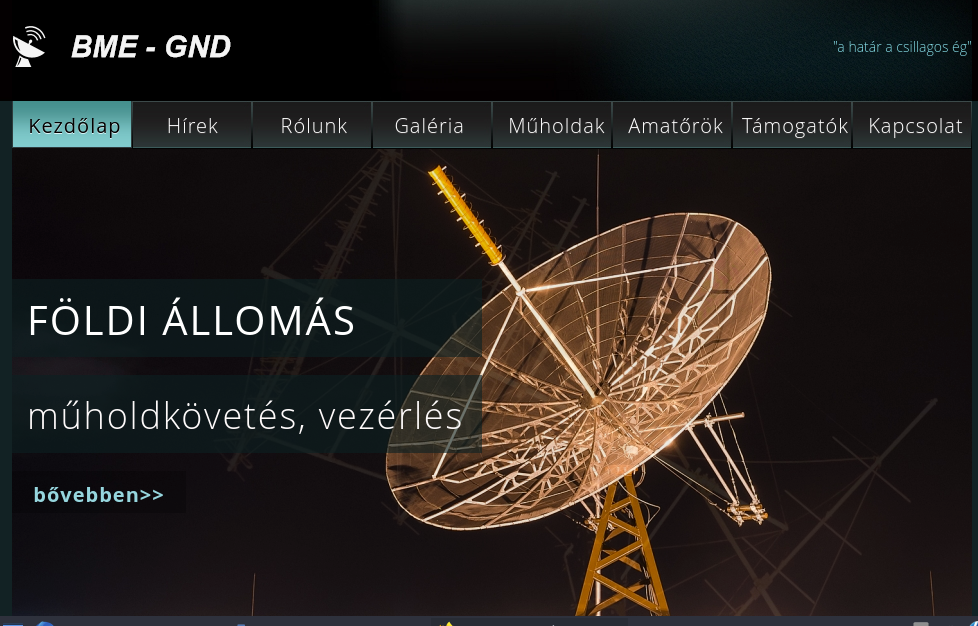 BME - GND
"a határ a csillagos ég"
Kezdőlap Hírek Rólunk Galéria Műholdak Amatőrök Támogatók Kapcsolat
FÖLDI ÁLLOMÁS
műholdkövetés, vezérlés
bővebben>>